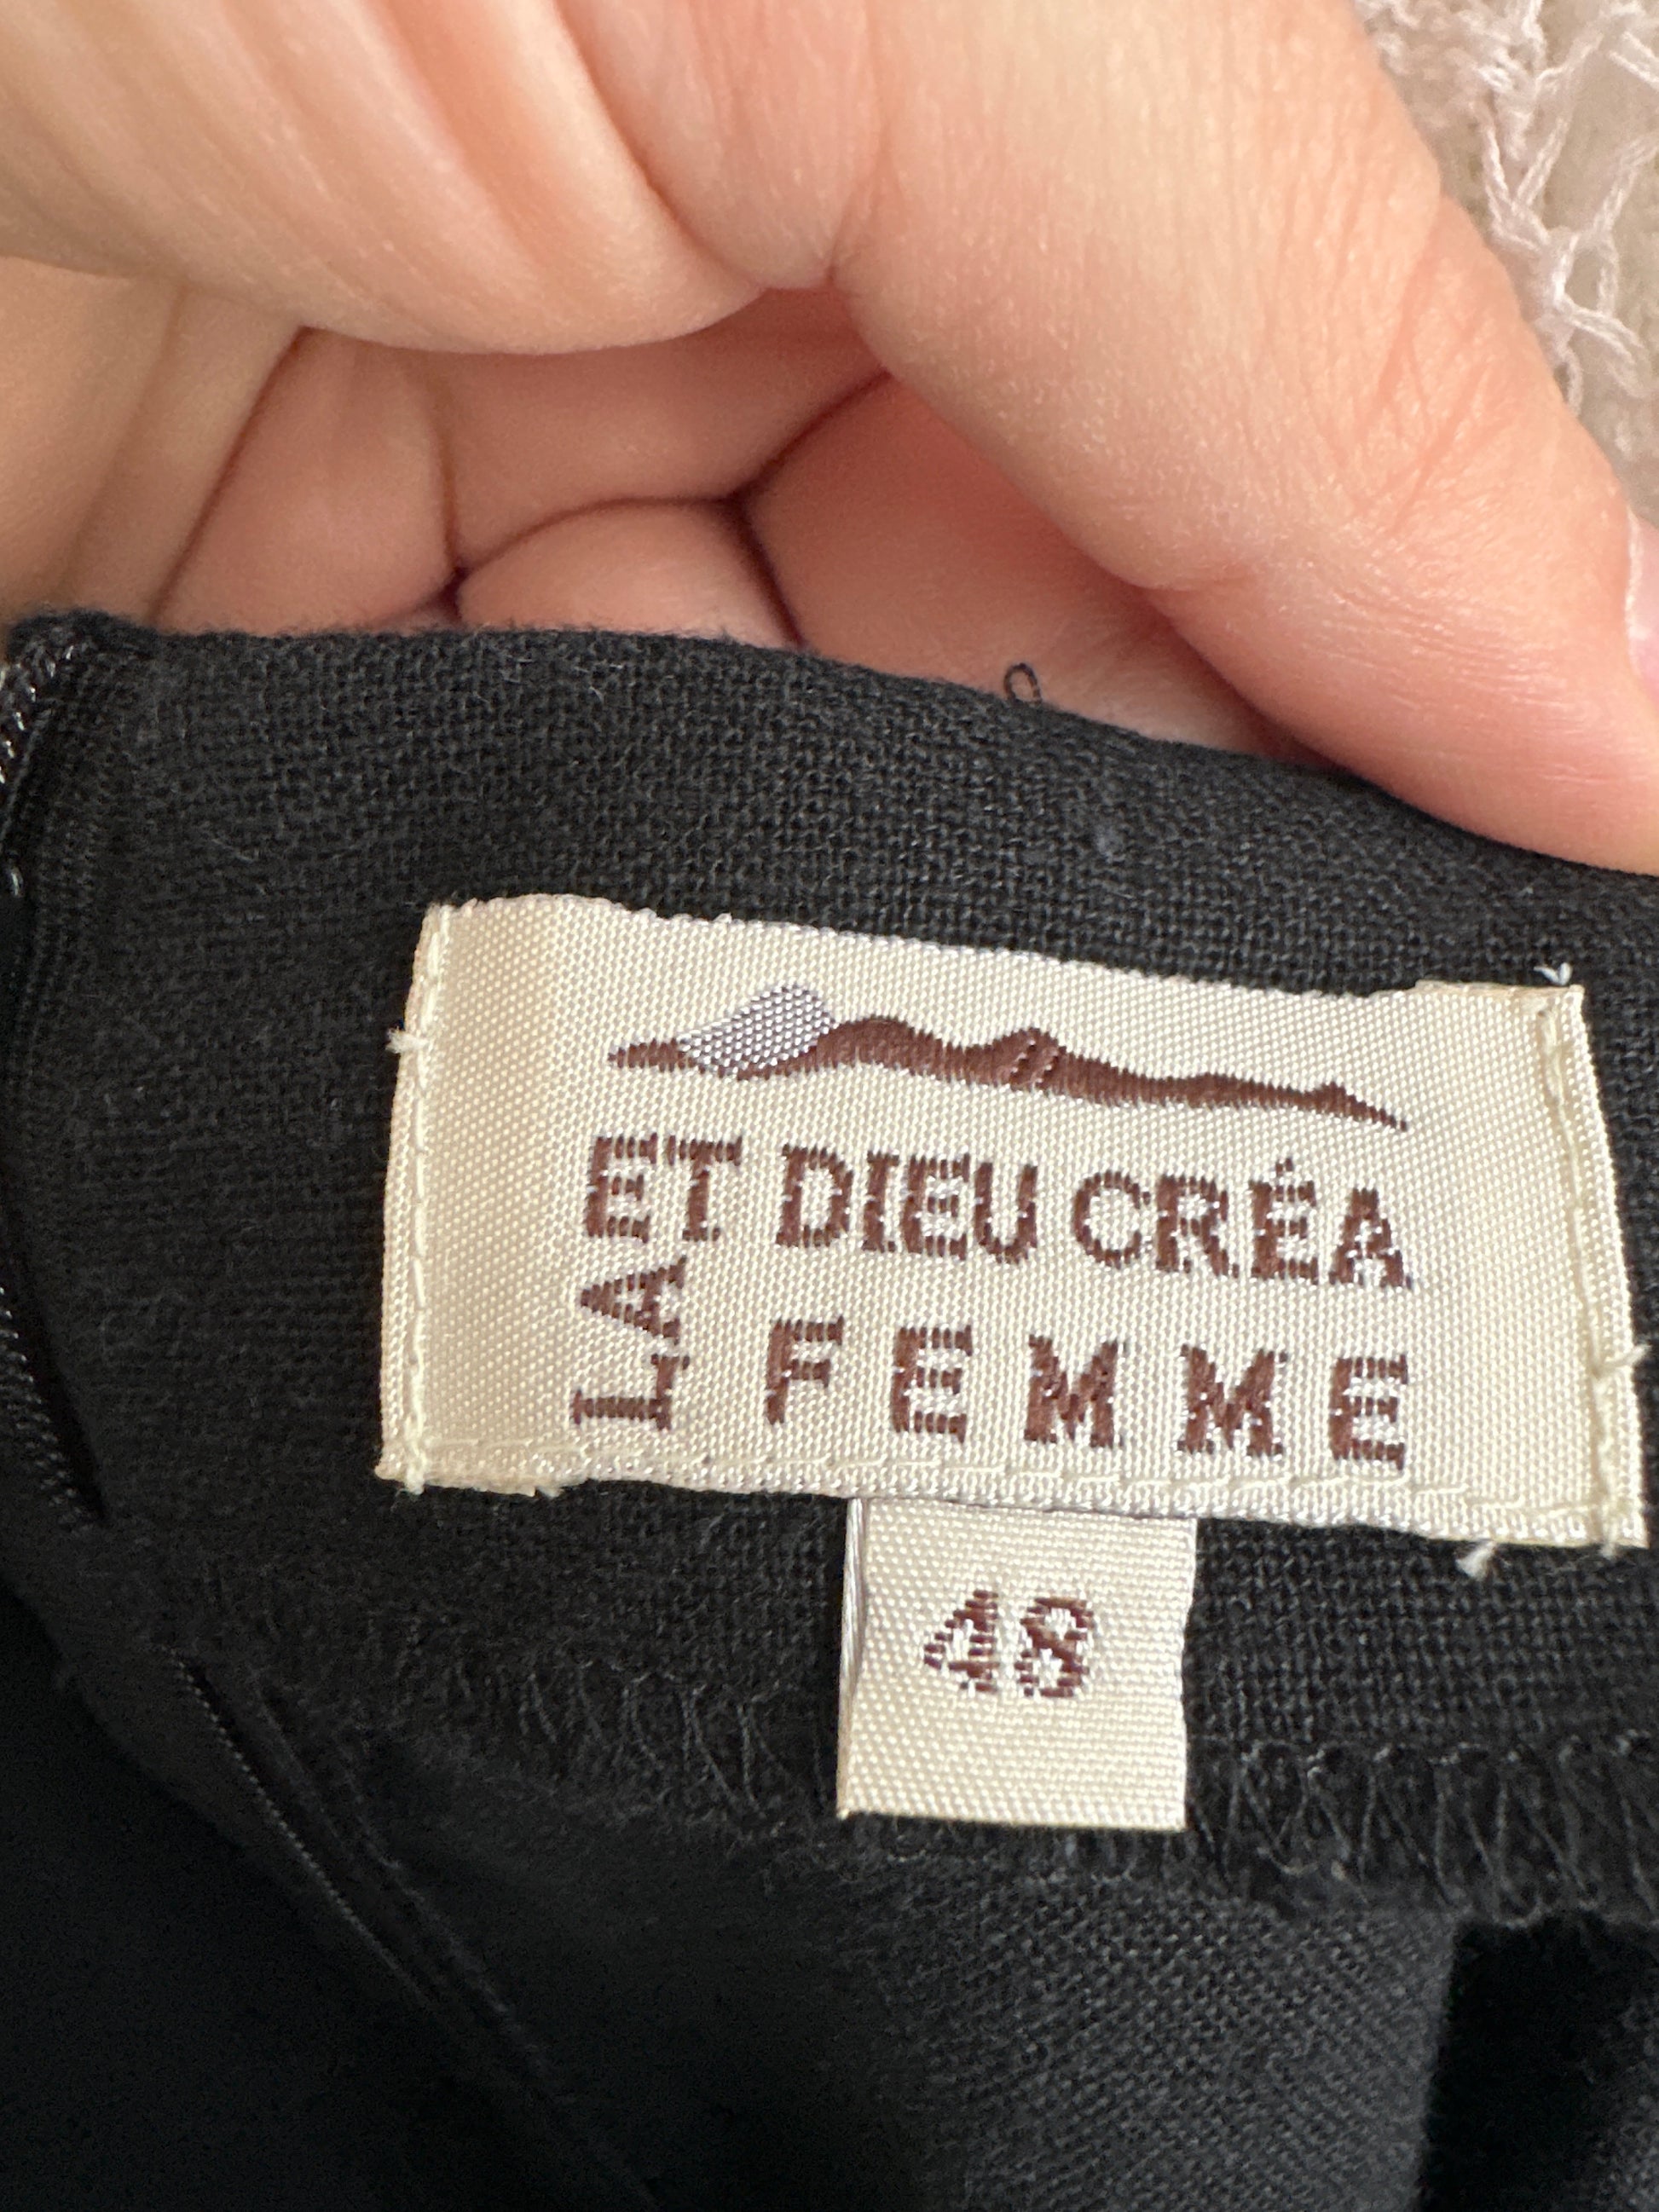 ET DIEU CRÉA
LA FEMME
48